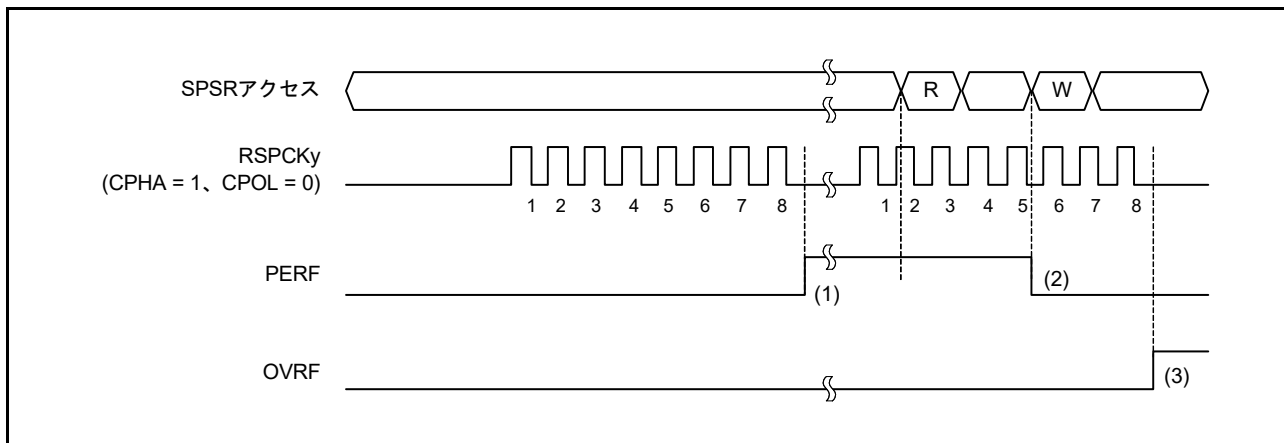 SPSRアクセス
R
W
RSPCKy
(CPHA = 1、CPOL = 0)
1 2 3 4 5 6 7 8
1 2 3 4 5 6 7 8
PERF
(1)
(2)
OVRF
(3)